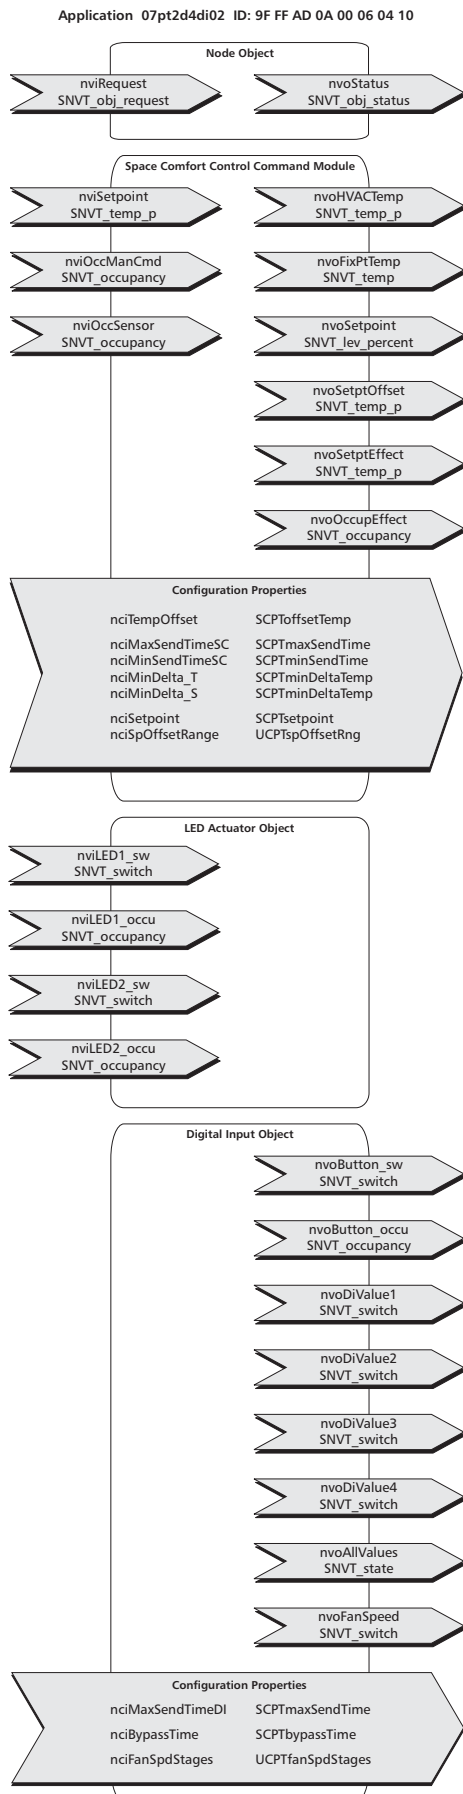 Application 07pt2d4di02 ID: 9F FF AD 0A 00 06 04 10
Node Object
nviRequest
SNVT_obj_request
nvoStatus
SNVT_obj_status
Space Comfort Control Command Module
nviSetpoint
SNVT_temp_p
nvoHVACTemp
SNVT_temp_p
nviOccManCmd
SNVT_occupancy
nvoFixPtTemp
SNVT_temp
nviOccSensor
SNVT_occupancy
nvoSetpoint
SNVT_lev_percent
nvoSetptOffset
SNVT_temp_p
nvoSetptEffect
SNVT_temp_p
nvoOccupEffect
SNVT_occupancy
Configuration Properties
nciTempOffset SCPToffsetTemp
nciMaxSendTimeSC SCPTmaxSendTime
nciMinSendTimeSC SCPTminSendTime
nciMinDelta_T SCPTminDeltaTemp
nciMinDelta_S SCPTminDeltaTemp
nciSetpoint SCPTsetpoint
nciSpOffsetRange UCPTspOffsetRng
LED Actuator Object
nviLED1_sw
SNVT_switch
nviLED1_occu
SNVT_occupancy
nviLED2_sw
SNVT_switch
nviLED2_occu
SNVT_occupancy
Digital Input Object
nvoButton_sw
SNVT_switch
nvoButton_occu
SNVT_occupancy
nvoDiValue1
SNVT_switch
nvoDiValue2
SNVT_switch
nvoDiValue3
SNVT_switch
nvoDiValue4
SNVT_switch
nvoAllValues
SNVT_state
nvoFanSpeed
SNVT_switch
Configuration Properties
nciMaxSendTimeDI SCPTmaxSendTime
nciBypassTime SCPTbypassTime
nciFanSpdStages UCPTfanSpdStages